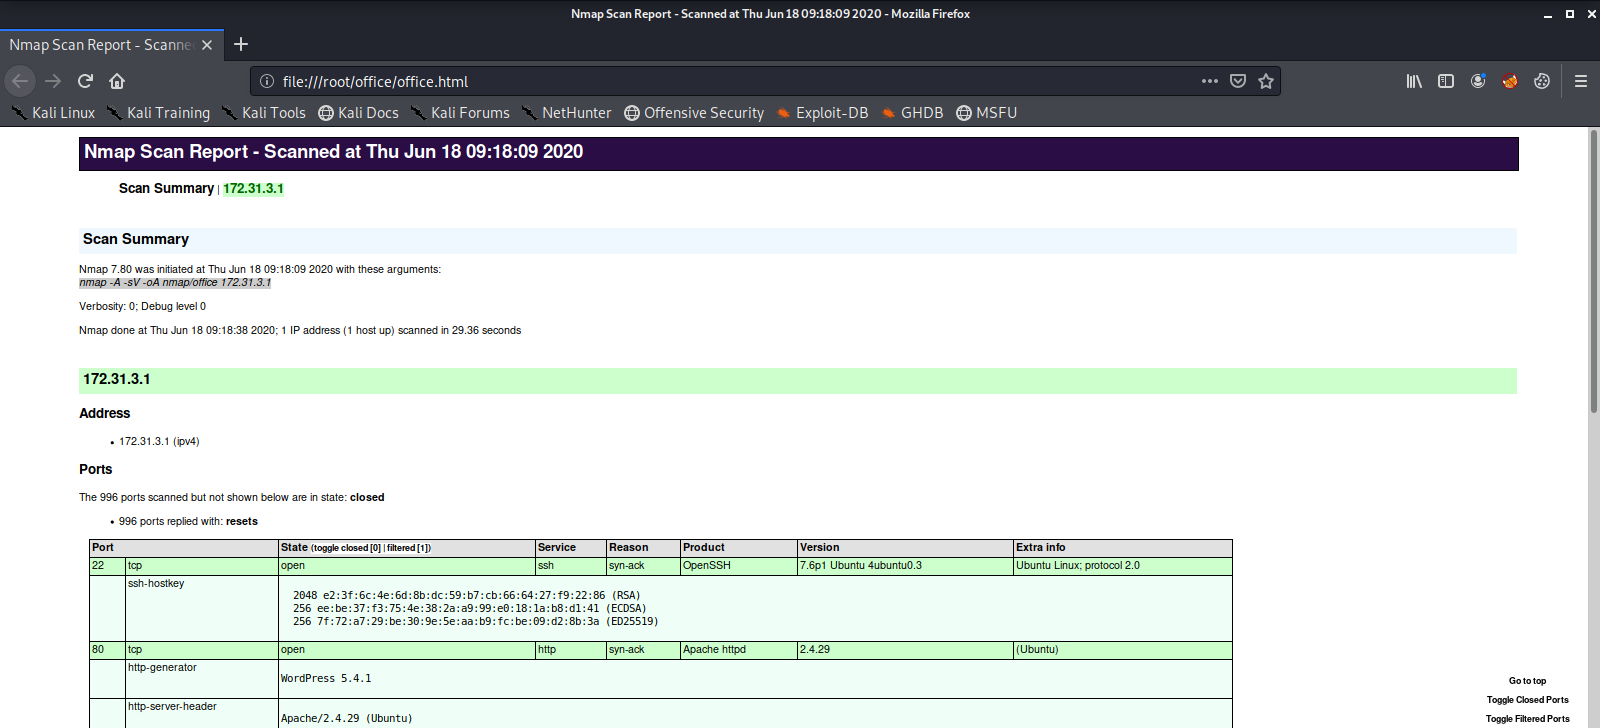 Nmap Scan Report - Scanned at Thu Jun 18 09:18:09 2020 - Mozilla Firefox
Nmap Scan Report - Scanne
file:///root/office/office.html
Kali Linux Kali Training Kali Tools Kali Docs Kali Forums NetHunter Offensive Security Exploit-DB GHDB MSFU
Nmap Scan Report - Scanned at Thu Jun 18 09:18:09 2020
Scan Summary | 172.31.3.1
Scan Summary
Nmap 7.80 was initiated at Thu Jun 18 09:18:09 2020 with these arguments:
nmap -A -sV -oA nmap/office 172.31.3.1
Verbosity: 0; Debug level 0
Nmap done at Thu Jun 18 09:18:38 2020; 1 IP address (1 host up) scanned in 29.36 seconds
172.31.3.1
Address
• 172.31.3.1 (ipv4)
Ports
The 996 ports scanned but not shown below are in state: closed
• 996 ports replied with: resets
Port State (toggle closed [0] | filtered [1]) Service Reason Product Version Extra info
22 tcp open ssh syn-ack OpenSSH 7.6p1 Ubuntu 4ubuntu0.3 Ubuntu Linux; protocol 2.0
ssh-hostkey
2048 e2:3f:6c:4e:6d:8b:dc:59:b7:cb:66:64:27:f9:22:86 (RSA)
256 ee:be:37:f3:75:4e:38:2a:a9:99:e0:18:1a:b8:d1:41 (ECDSA)
256 7f:72:a7:29:be:30:9e:5e:aa:b9:fc:be:09:d2:8b:3a (ED25519)
80 tcp open http syn-ack Apache httpd 2.4.29 (Ubuntu)
http-generator
WordPress 5.4.1
http-server-header
Apache/2.4.29 (Ubuntu)
Go to top
Toggle Closed Ports
Toggle Filtered Ports